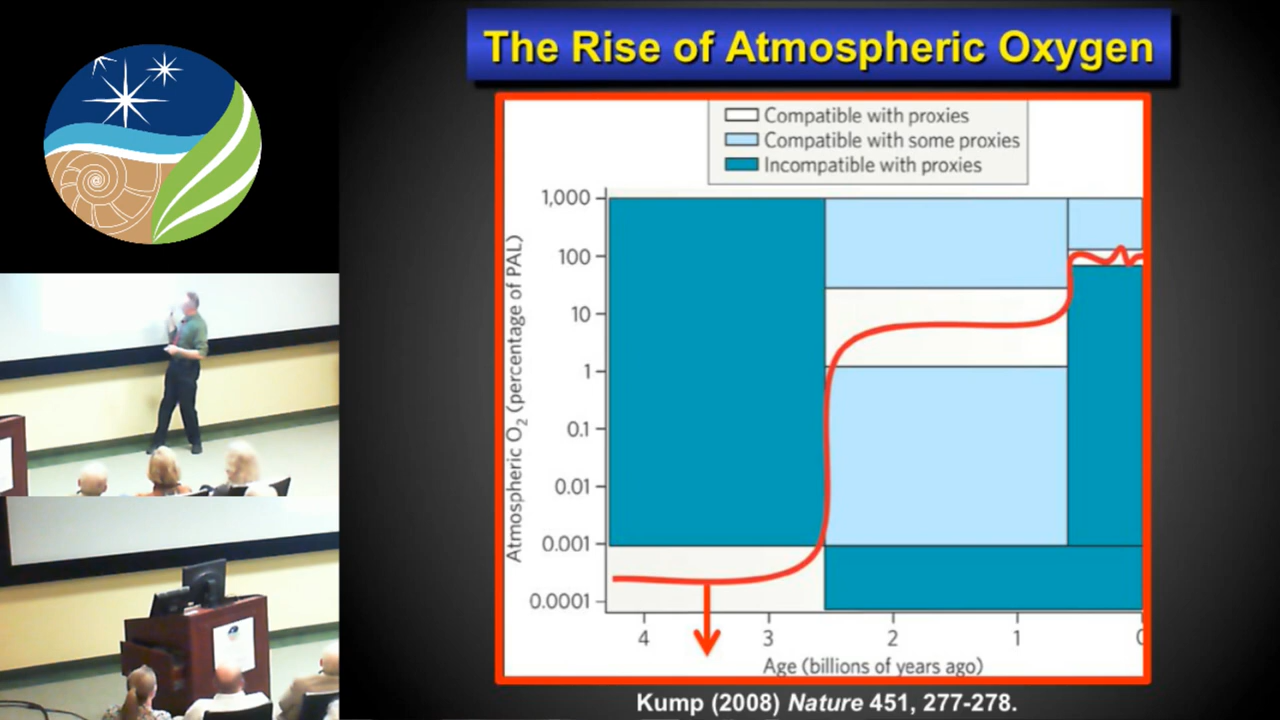 The Rise of Atmospheric Oxygen
Compatible with proxies
Compatible with some proxies
Incompatible with proxies
Atmospheric O₂ (percentage of PAL)
1,000
100
10
1
0.1
0.01
0.001
0.0001
4 3 2 1 0
Age (billions of years ago)
Kump (2008) Nature 451, 277-278.